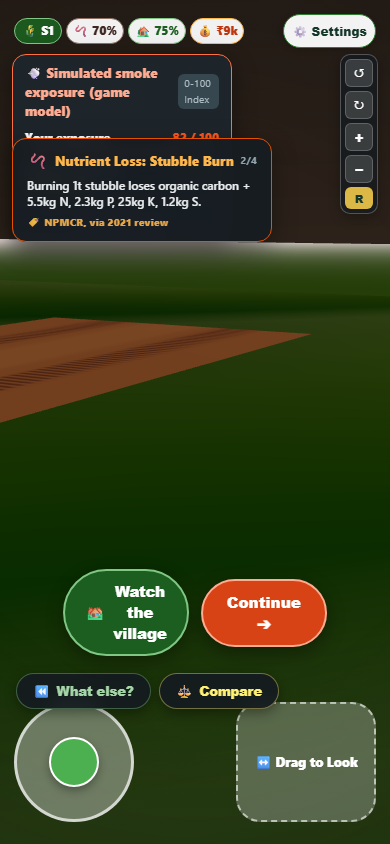 S1
70%
75%
₹9k
Settings
Simulated smoke
exposure (game
model)
0-100
Index
Your exposure
82 / 100
Nutrient Loss: Stubble Burn 2/4
Burning 1t stubble loses organic carbon +
5.5kg N, 2.3kg P, 25kg K, 1.2kg S.
NPMCR, via 2021 review
↺
↻
+
−
R
Watch
the
village
Continue
➔
What else?
Compare
Drag to Look